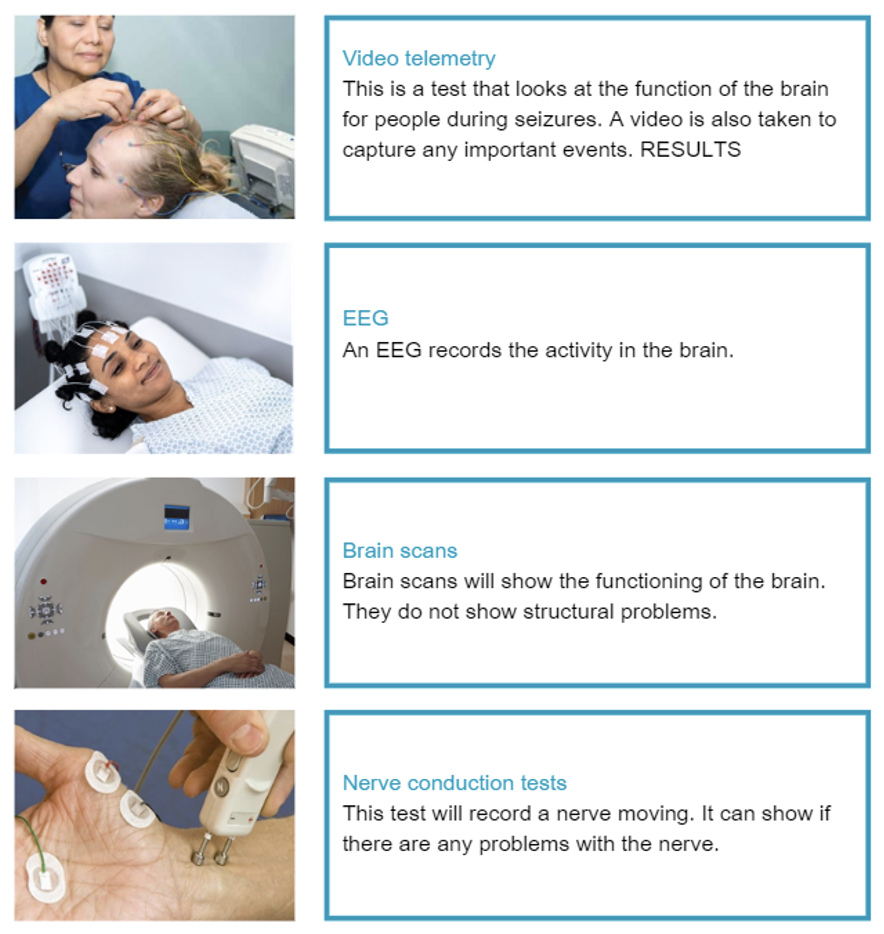 Video telemetry
This is a test that looks at the function of the brain
for people during seizures. A video is also taken to
capture any important events. RESULTS
EEG
An EEG records the activity in the brain.
Brain scans
Brain scans will show the functioning of the brain.
They do not show structural problems.
Nerve conduction tests
This test will record a nerve moving. It can show if
there are any problems with the nerve.